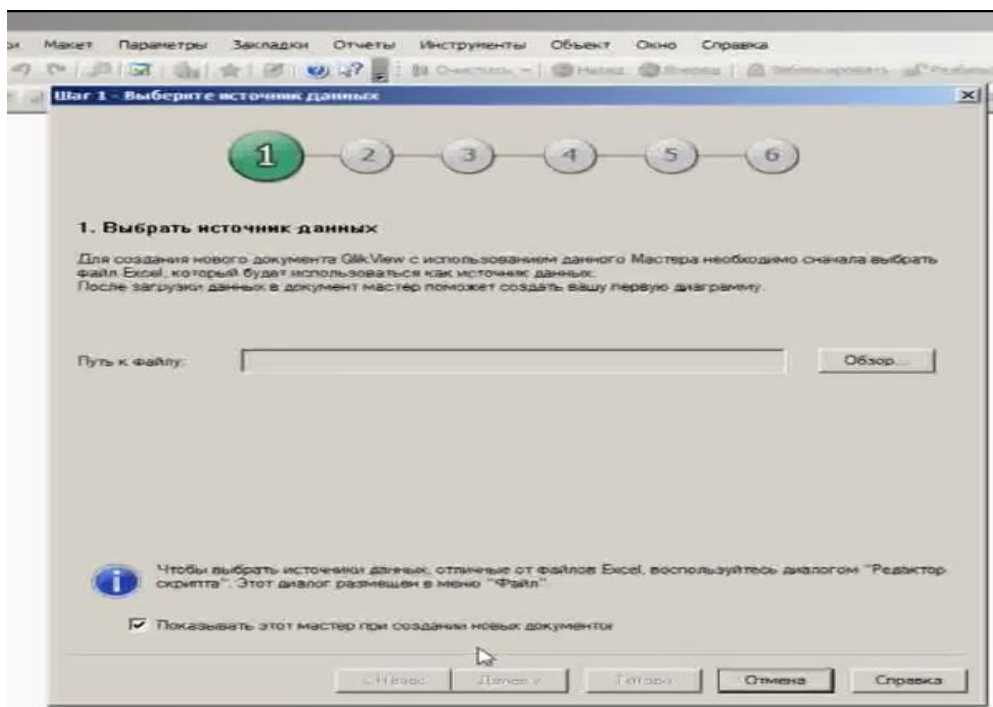 Макет Параметры Закладки Отчеты Инструменты Объект Окно Справка
Очистить Назад Вперед
Шаг 1 - Выберите источник данных
1 2 3 4 5 6
1. Выбрать источник данных
Для создания нового документа QlikView с использованием данного Мастера необходимо сначала выбрать
файл Excel, который будет использоваться как источник данных.
После загрузки данных в документ мастер поможет создать вашу первую диаграмму.
Путь к файлу: Обзор...
Чтобы выбрать источники данных, отличные от файлов Excel, воспользуйтесь диалогом "Редактор
скрипта". Этот диалог размещен в меню "Файл"
Показывать этот мастер при создании новых документов
< Назад Далее > Готово Отмена Справка